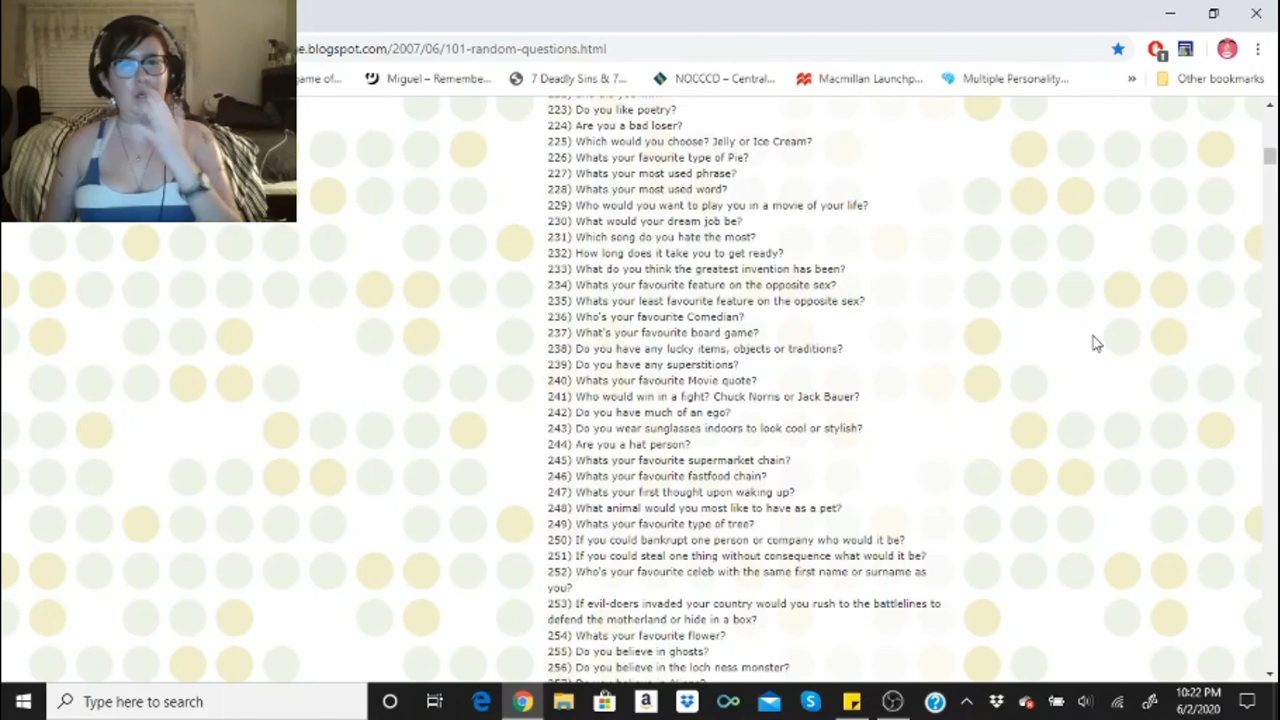 e.blogspot.com/2007/06/101-random-questions.html
1
ame of...
Miguel – Remembe...
7 Deadly Sins & 7...
NOCCCD – Central...
Macmillan Launchp...
Multiple Personality...
»
Other bookmarks
223) Do you like poetry?
224) Are you a bad loser?
225) Which would you choose? Jelly or Ice Cream?
226) Whats your favourite type of Pie?
227) Whats your most used phrase?
228) Whats your most used word?
229) Who would you want to play you in a movie of your life?
230) What would your dream job be?
231) Which song do you hate the most?
232) How long does it take you to get ready?
233) What do you think the greatest invention has been?
234) Whats your favourite feature on the opposite sex?
235) Whats your least favourite feature on the opposite sex?
236) Who's your favourite Comedian?
237) What's your favourite board game?
238) Do you have any lucky items, objects or traditions?
239) Do you have any superstitions?
240) Whats your favourite Movie quote?
241) Who would win in a fight? Chuck Norris or Jack Bauer?
242) Do you have much of an ego?
243) Do you wear sunglasses indoors to look cool or stylish?
244) Are you a hat person?
245) Whats your favourite supermarket chain?
246) Whats your favourite fastfood chain?
247) Whats your first thought upon waking up?
248) What animal would you most like to have as a pet?
249) Whats your favourite type of tree?
250) If you could bankrupt one person or company who would it be?
251) If you could steal one thing without consequence what would it be?
252) Who's your favourite celeb with the same first name or surname as
you?
253) If evil-doers invaded your country would you rush to the battlelines to
defend the motherland or hide in a box?
254) Whats your favourite flower?
255) Do you believe in ghosts?
256) Do you believe in the loch ness monster?
Type here to search
10:22 PM
6/2/2020